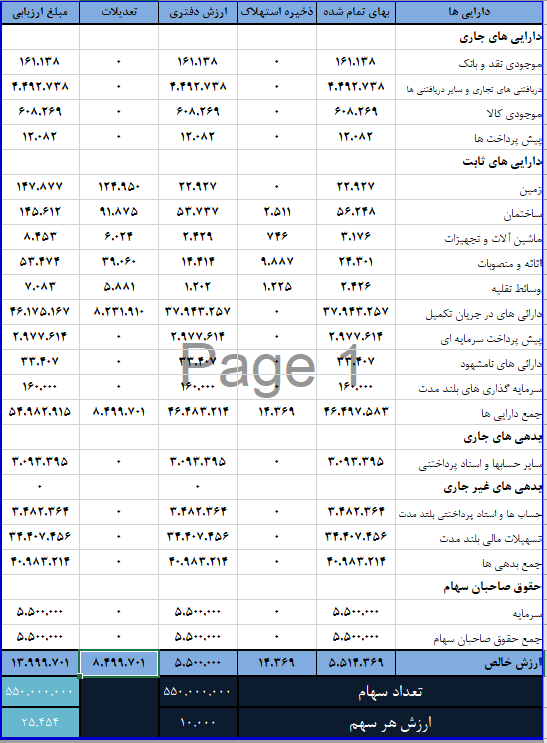 دارایی ها بهای تمام شده ذخیره استهلاک ارزش دفتری تعدیلات مبلغ ارزیابی
دارایی های جاری
موجودی نقد و بانک ۱۶۱.۱۳۸ ۰ ۱۶۱.۱۳۸ ۰ ۱۶۱.۱۳۸
دریافتنی های تجاری و سایر دریافتنی ها ۴.۴۹۲.۷۳۸ ۰ ۴.۴۹۲.۷۳۸ ۰ ۴.۴۹۲.۷۳۸
موجودی کالا ۶۰۸.۲۶۹ ۰ ۶۰۸.۲۶۹ ۰ ۶۰۸.۲۶۹
پیش پرداخت ها ۱۲.۰۸۲ ۰ ۱۲.۰۸۲ ۰ ۱۲.۰۸۲
دارایی های ثابت
زمین ۲۲.۹۲۷ ۰ ۲۲.۹۲۷ ۱۲۴.۹۵۰ ۱۴۷.۸۷۷
ساختمان ۵۶.۲۴۸ ۲.۵۱۱ ۵۳.۷۳۷ ۹۱.۸۷۵ ۱۴۵.۶۱۲
ماشین آلات و تجهیزات ۳.۱۷۶ ۷۴۶ ۲.۴۲۹ ۶.۰۲۴ ۸.۴۵۳
اثاثه و منصوبات ۲۴.۳۰۱ ۹.۸۸۷ ۱۴.۴۱۴ ۳۹.۰۶۰ ۵۳.۴۷۴
وسائط نقلیه ۲.۴۲۶ ۱.۲۲۵ ۱.۲۰۲ ۵.۸۸۱ ۷.۰۸۳
دارائی های در جریان تکمیل ۳۷.۹۴۳.۲۵۷ ۰ ۳۷.۹۴۳.۲۵۷ ۸.۲۳۱.۹۱۰ ۴۶.۱۷۵.۱۶۷
پیش پرداخت سرمایه ای ۲.۹۷۷.۶۱۴ ۰ ۲.۹۷۷.۶۱۴ ۰ ۲.۹۷۷.۶۱۴
دارائی های نامشهود ۳۳.۴۰۷ ۰ ۳۳.۴۰۷ ۰ ۳۳.۴۰۷
Page 1
سرمایه گذاری های بلند مدت ۱۶۰.۰۰۰ ۰ ۱۶۰.۰۰۰ ۰ ۱۶۰.۰۰۰
جمع دارایی ها ۴۶.۴۹۷.۵۸۳ ۱۴.۳۶۹ ۴۶.۴۸۳.۲۱۴ ۸.۴۹۹.۷۰۱ ۵۴.۹۸۲.۹۱۵
بدهی های جاری
سایر حسابها و اسناد پرداختنی ۳.۰۹۳.۳۹۵ ۰ ۳.۰۹۳.۳۹۵ ۰ ۳.۰۹۳.۳۹۵
بدهی های غیر جاری ۰ ۰
حساب ها و اسناد پرداختنی بلند مدت ۳.۴۸۲.۳۶۴ ۰ ۳.۴۸۲.۳۶۴ ۰ ۳.۴۸۲.۳۶۴
تسهیلات مالی بلند مدت ۳۴.۴۰۷.۴۵۶ ۰ ۳۴.۴۰۷.۴۵۶ ۰ ۳۴.۴۰۷.۴۵۶
جمع بدهی ها ۴۰.۹۸۳.۲۱۴ ۰ ۴۰.۹۸۳.۲۱۴ ۰ ۴۰.۹۸۳.۲۱۴
حقوق صاحبان سهام
سرمایه ۵.۵۰۰.۰۰۰ ۰ ۵.۵۰۰.۰۰۰ ۰ ۵.۵۰۰.۰۰۰
جمع حقوق صاحبان سهام ۵.۵۰۰.۰۰۰ ۰ ۵.۵۰۰.۰۰۰ ۰ ۵.۵۰۰.۰۰۰
ارزش خالص ۵.۵۱۴.۳۶۹ ۱۴.۳۶۹ ۵.۵۰۰.۰۰۰ ۸.۴۹۹.۷۰۱ ۱۳.۹۹۹.۷۰۱
تعداد سهام ۵۵۰.۰۰۰.۰۰۰ ۵۵۰.۰۰۰.۰۰۰
ارزش هر سهم ۱۰.۰۰۰ ۲۵.۴۵۴